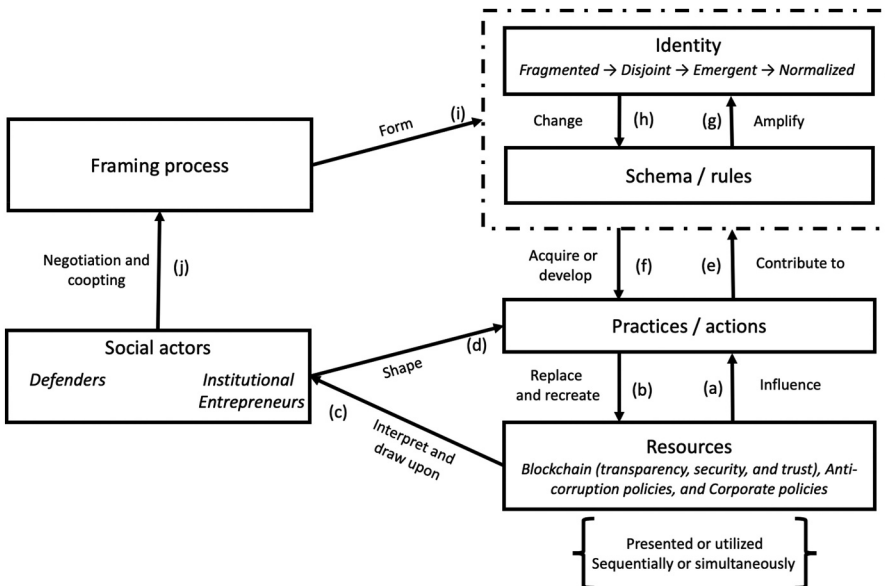 Identity
Fragmented → Disjoint → Emergent → Normalized
Change
(h)
(g)
Amplify
Schema / rules
Form
(i)
Framing process
Negotiation and
coopting
(j)
Acquire or
develop
(f)
(e)
Contribute to
Practices / actions
Social actors
Defenders
Institutional
Entrepreneurs
Shape
(d)
(c)
Interpret and
draw upon
Replace
and recreate
(b)
(a)
Influence
Resources
Blockchain (transparency, security, and trust), Anti-
corruption policies, and Corporate policies
Presented or utilized
Sequentially or simultaneously